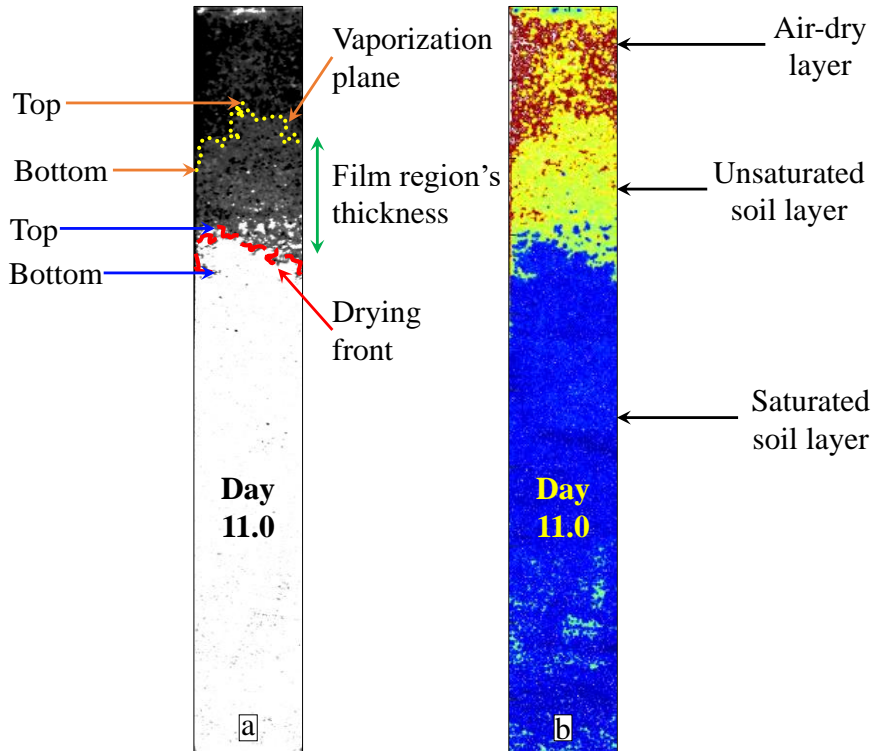 Vaporization
plane
Top
Bottom
Film region's
thickness
Top
Bottom
Drying
front
Day
11.0
a
Air-dry
layer
Unsaturated
soil layer
Saturated
soil layer
Day
11.0
b